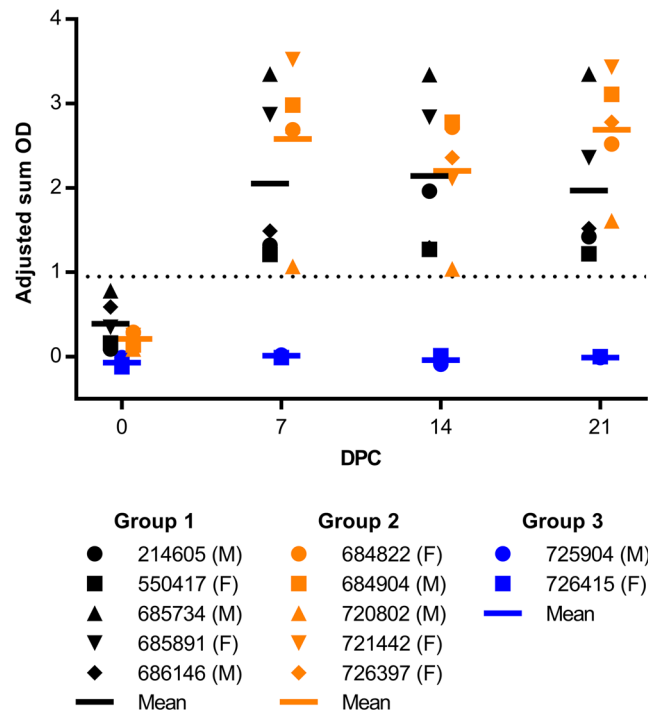 4
3
2
1
0
Adjusted sum OD
0 7 14 21
DPC
Group 1 Group 2 Group 3
214605 (M) 684822 (F) 725904 (M)
550417 (F) 684904 (M) 726415 (F)
685734 (M) 720802 (M) Mean
685891 (F) 721442 (F)
686146 (M) 726397 (F)
Mean Mean